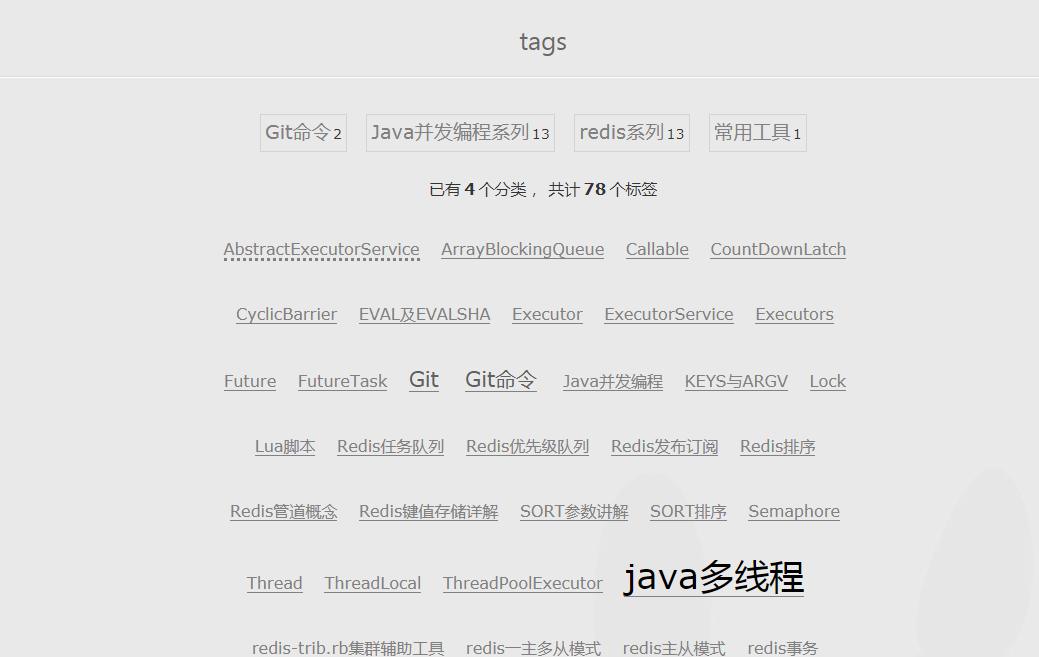 tags
Git命令2 Java并发编程系列13 redis系列13 常用工具1
已有 4 个分类 ， 共计 78 个标签
AbstractExecutorService ArrayBlockingQueue Callable CountDownLatch
CyclicBarrier EVAL及EVALSHA Executor ExecutorService Executors
Future FutureTask Git Git命令 Java并发编程 KEYS与ARGV Lock
Lua脚本 Redis任务队列 Redis优先级队列 Redis发布订阅 Redis排序
Redis管道概念 Redis键值存储详解 SORT参数讲解 SORT排序 Semaphore
Thread ThreadLocal ThreadPoolExecutor java多线程
redis-trib.rb集群辅助工具 redis一主多从模式 redis主从模式 redis事务